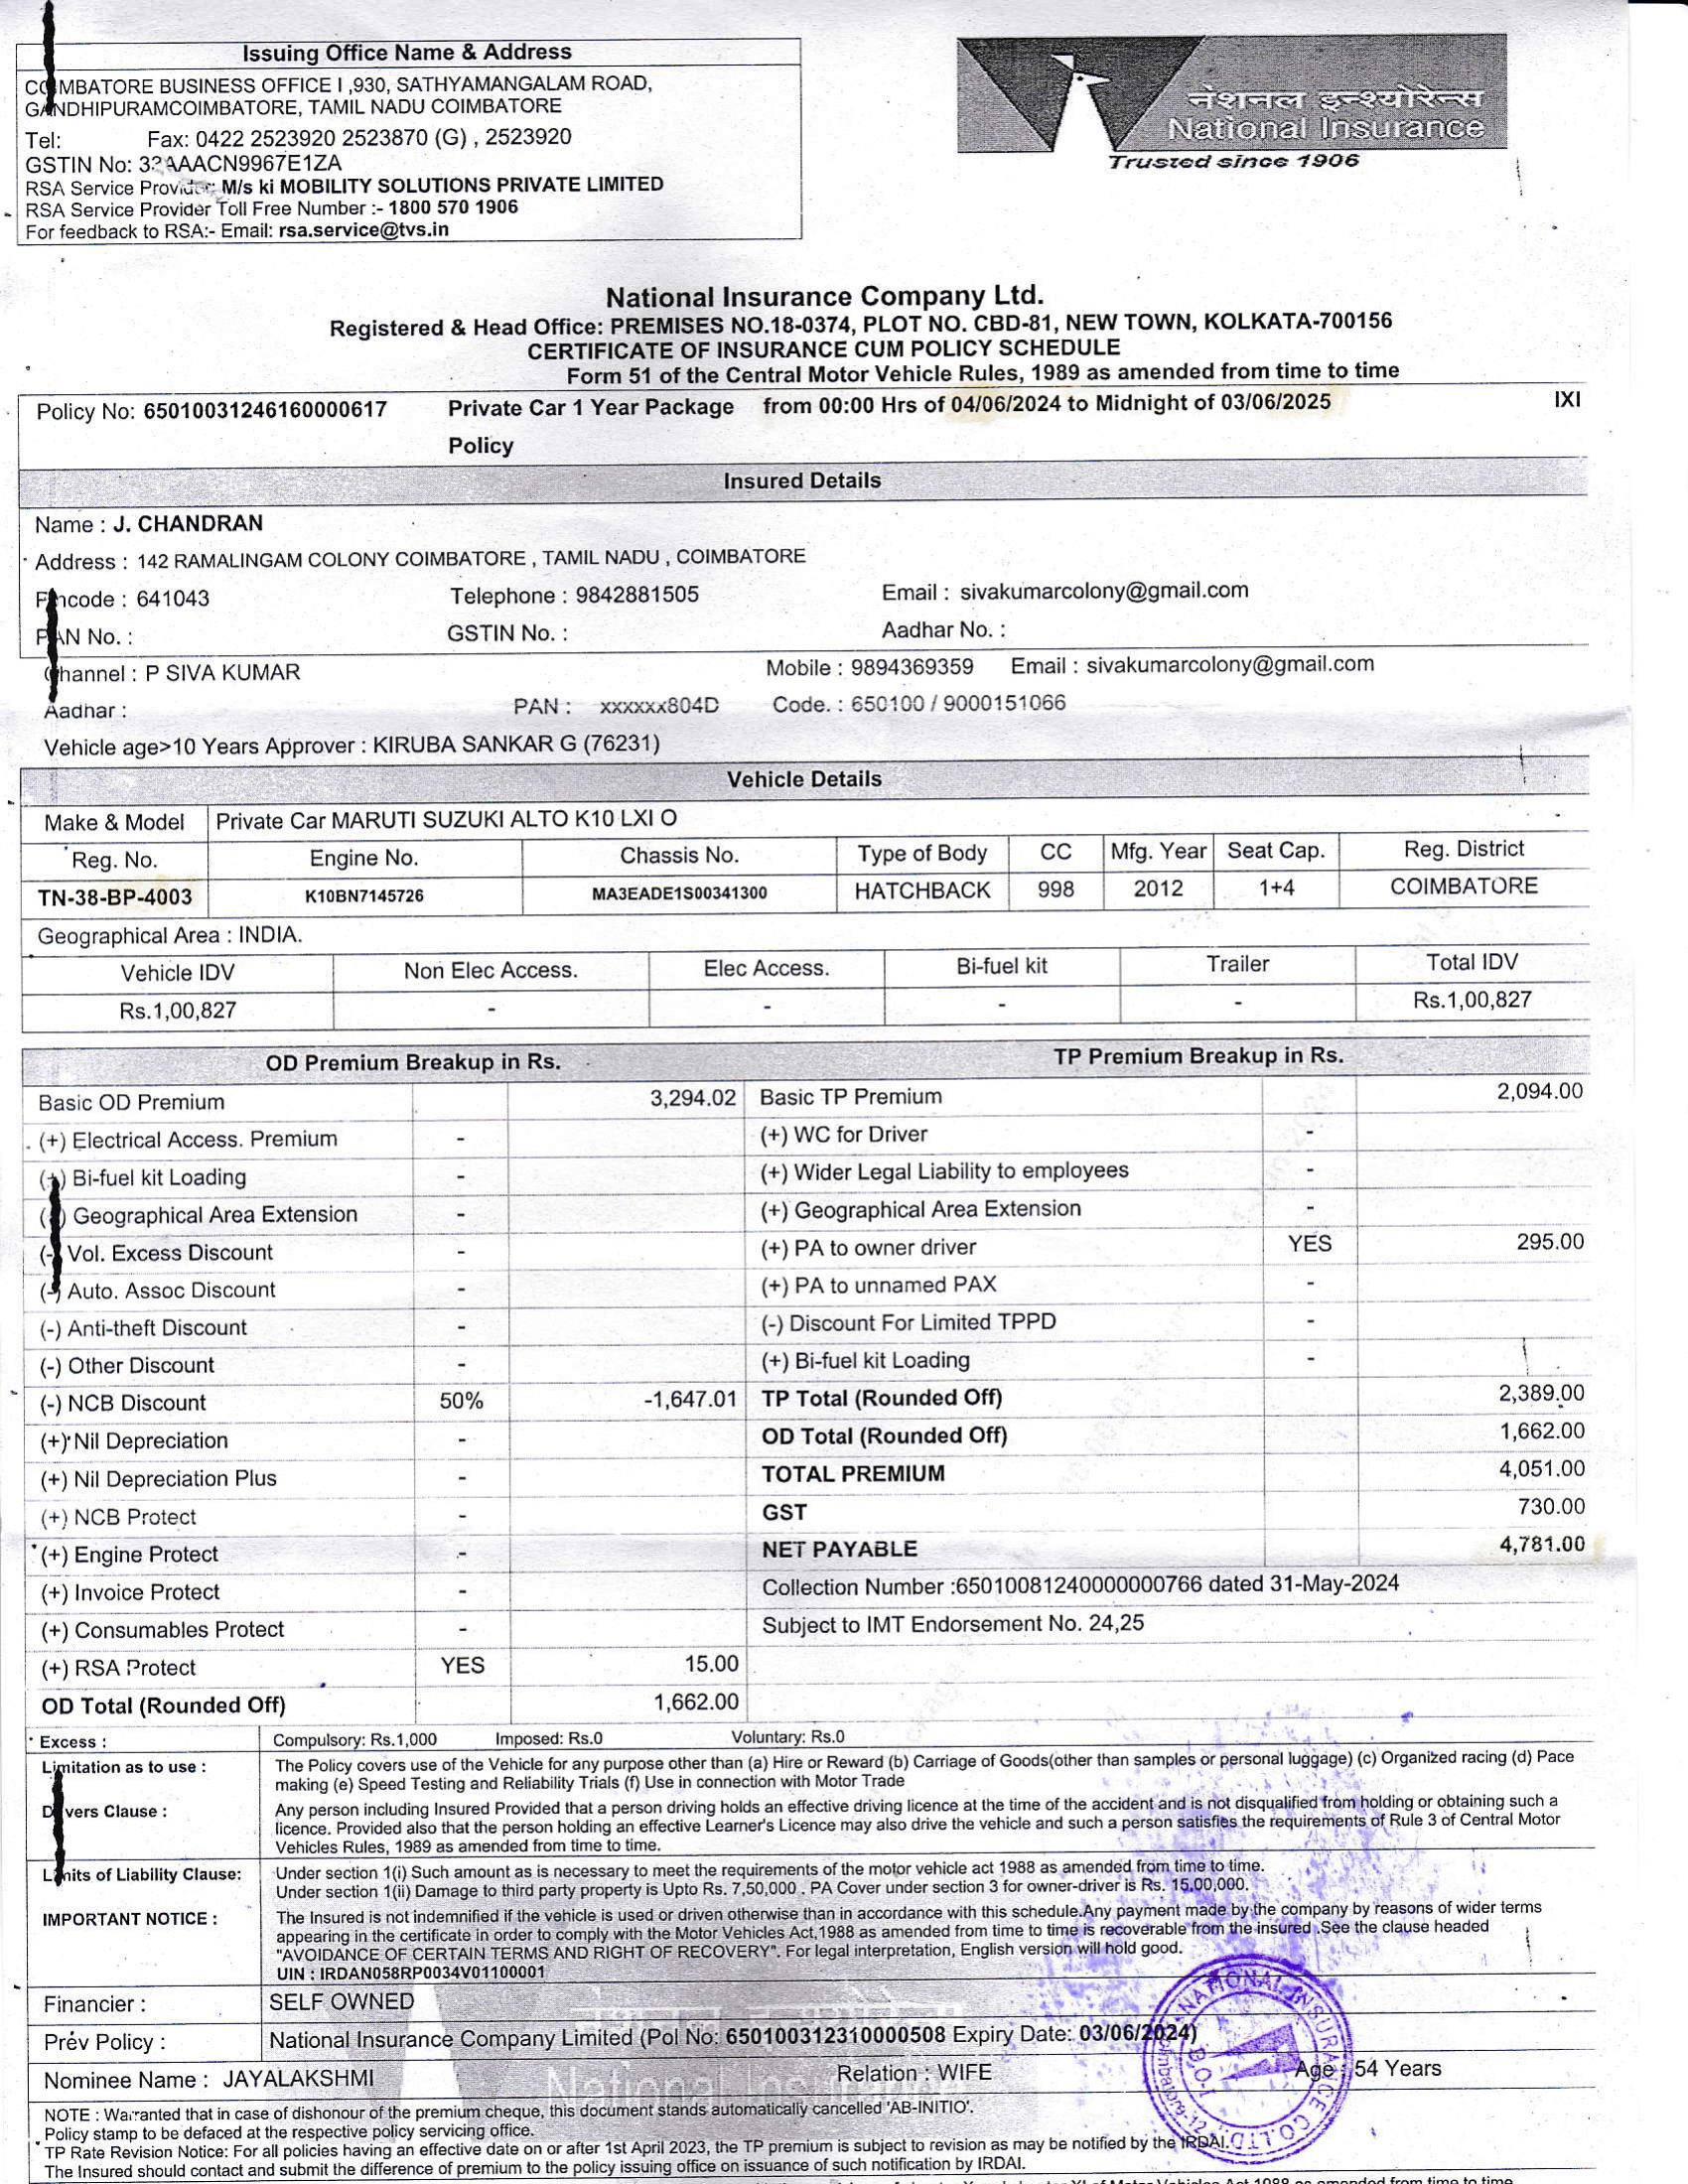 Issuing Office Name & Address
COIMBATORE BUSINESS OFFICE I ,930, SATHYAMANGALAM ROAD,
GANDHIPURAMCOIMBATORE, TAMIL NADU COIMBATORE
Tel: Fax: 0422 2523920 2523870 (G) , 2523920
GSTIN No: 33AAACN9967E1ZA
RSA Service Provider: M/s ki MOBILITY SOLUTIONS PRIVATE LIMITED
RSA Service Provider Toll Free Number :- 1800 570 1906
For feedback to RSA:- Email: rsa.service@tvs.in
नेशनल इन्श्योरेन्स
National Insurance
Trusted since 1906
National Insurance Company Ltd.
Registered & Head Office: PREMISES NO.18-0374, PLOT NO. CBD-81, NEW TOWN, KOLKATA-700156
CERTIFICATE OF INSURANCE CUM POLICY SCHEDULE
Form 51 of the Central Motor Vehicle Rules, 1989 as amended from time to time
Policy No: 65010031246160000617 Private Car 1 Year Package from 00:00 Hrs of 04/06/2024 to Midnight of 03/06/2025 IXI
Policy
Insured Details
Name : J. CHANDRAN
Address : 142 RAMALINGAM COLONY COIMBATORE , TAMIL NADU , COIMBATORE
Pincode : 641043 Telephone : 9842881505 Email : sivakumarcolony@gmail.com
PAN No. : GSTIN No. : Aadhar No. :
Channel : P SIVA KUMAR Mobile : 9894369359 Email : sivakumarcolony@gmail.com
Aadhar : PAN : xxxxxx804D Code. : 650100 / 9000151066
Vehicle age>10 Years Approver : KIRUBA SANKAR G (76231)
Vehicle Details
Make & Model Private Car MARUTI SUZUKI ALTO K10 LXI O
Reg. No. Engine No. Chassis No. Type of Body CC Mfg. Year Seat Cap. Reg. District
TN-38-BP-4003 K10BN7145726 MA3EADE1S00341300 HATCHBACK 998 2012 1+4 COIMBATORE
Geographical Area : INDIA.
Vehicle IDV Non Elec Access. Elec Access. Bi-fuel kit Trailer Total IDV
Rs.1,00,827 - - - - Rs.1,00,827
OD Premium Breakup in Rs. TP Premium Breakup in Rs.
Basic OD Premium 3,294.02 Basic TP Premium 2,094.00
(+) Electrical Access. Premium - (+) WC for Driver -
(+) Bi-fuel kit Loading - (+) Wider Legal Liability to employees -
(+) Geographical Area Extension - (+) Geographical Area Extension -
(-) Vol. Excess Discount - (+) PA to owner driver YES 295.00
(-) Auto. Assoc Discount - (+) PA to unnamed PAX -
(-) Anti-theft Discount - (-) Discount For Limited TPPD -
(-) Other Discount - (+) Bi-fuel kit Loading -
(-) NCB Discount 50% -1,647.01 TP Total (Rounded Off) 2,389.00
(+) Nil Depreciation - OD Total (Rounded Off) 1,662.00
(+) Nil Depreciation Plus - TOTAL PREMIUM 4,051.00
(+) NCB Protect - GST 730.00
(+) Engine Protect - NET PAYABLE 4,781.00
(+) Invoice Protect - Collection Number :65010081240000000766 dated 31-May-2024
(+) Consumables Protect - Subject to IMT Endorsement No. 24,25
(+) RSA Protect YES 15.00
OD Total (Rounded Off) 1,662.00
Excess : Compulsory: Rs.1,000 Imposed: Rs.0 Voluntary: Rs.0
Limitation as to use : The Policy covers use of the Vehicle for any purpose other than (a) Hire or Reward (b) Carriage of Goods(other than samples or personal luggage) (c) Organized racing (d) Pace
making (e) Speed Testing and Reliability Trials (f) Use in connection with Motor Trade
Drivers Clause : Any person including Insured Provided that a person driving holds an effective driving licence at the time of the accident and is not disqualified from holding or obtaining such a
licence. Provided also that the person holding an effective Learner's Licence may also drive the vehicle and such a person satisfies the requirements of Rule 3 of Central Motor
Vehicles Rules, 1989 as amended from time to time.
Limits of Liability Clause: Under section 1(i) Such amount as is necessary to meet the requirements of the motor vehicle act 1988 as amended from time to time.
Under section 1(ii) Damage to third party property is Upto Rs. 7,50,000 . PA Cover under section 3 for owner-driver is Rs. 15,00,000.
IMPORTANT NOTICE : The Insured is not indemnified if the vehicle is used or driven otherwise than in accordance with this schedule.Any payment made by the company by reasons of wider terms
appearing in the certificate in order to comply with the Motor Vehicles Act,1988 as amended from time to time is recoverable from the insured .See the clause headed
"AVOIDANCE OF CERTAIN TERMS AND RIGHT OF RECOVERY". For legal interpretation, English version will hold good.
UIN : IRDAN058RP0034V01100001
Financier : SELF OWNED
Prev Policy : National Insurance Company Limited (Pol No: 650100312310000508 Expiry Date: 03/06/2024)
Nominee Name : JAYALAKSHMI Relation : WIFE Age : 54 Years
NATIONAL INSURANCE CO.LTD.
B.O-I
NOTE : Warranted that in case of dishonour of the premium cheque, this document stands automatically cancelled 'AB-INITIO'.
Policy stamp to be defaced at the respective policy servicing office.
TP Rate Revision Notice: For all policies having an effective date on or after 1st April 2023, the TP premium is subject to revision as may be notified by the IRDAI.
The Insured should contact and submit the difference of premium to the policy issuing office on issuance of such notification by IRDAI.